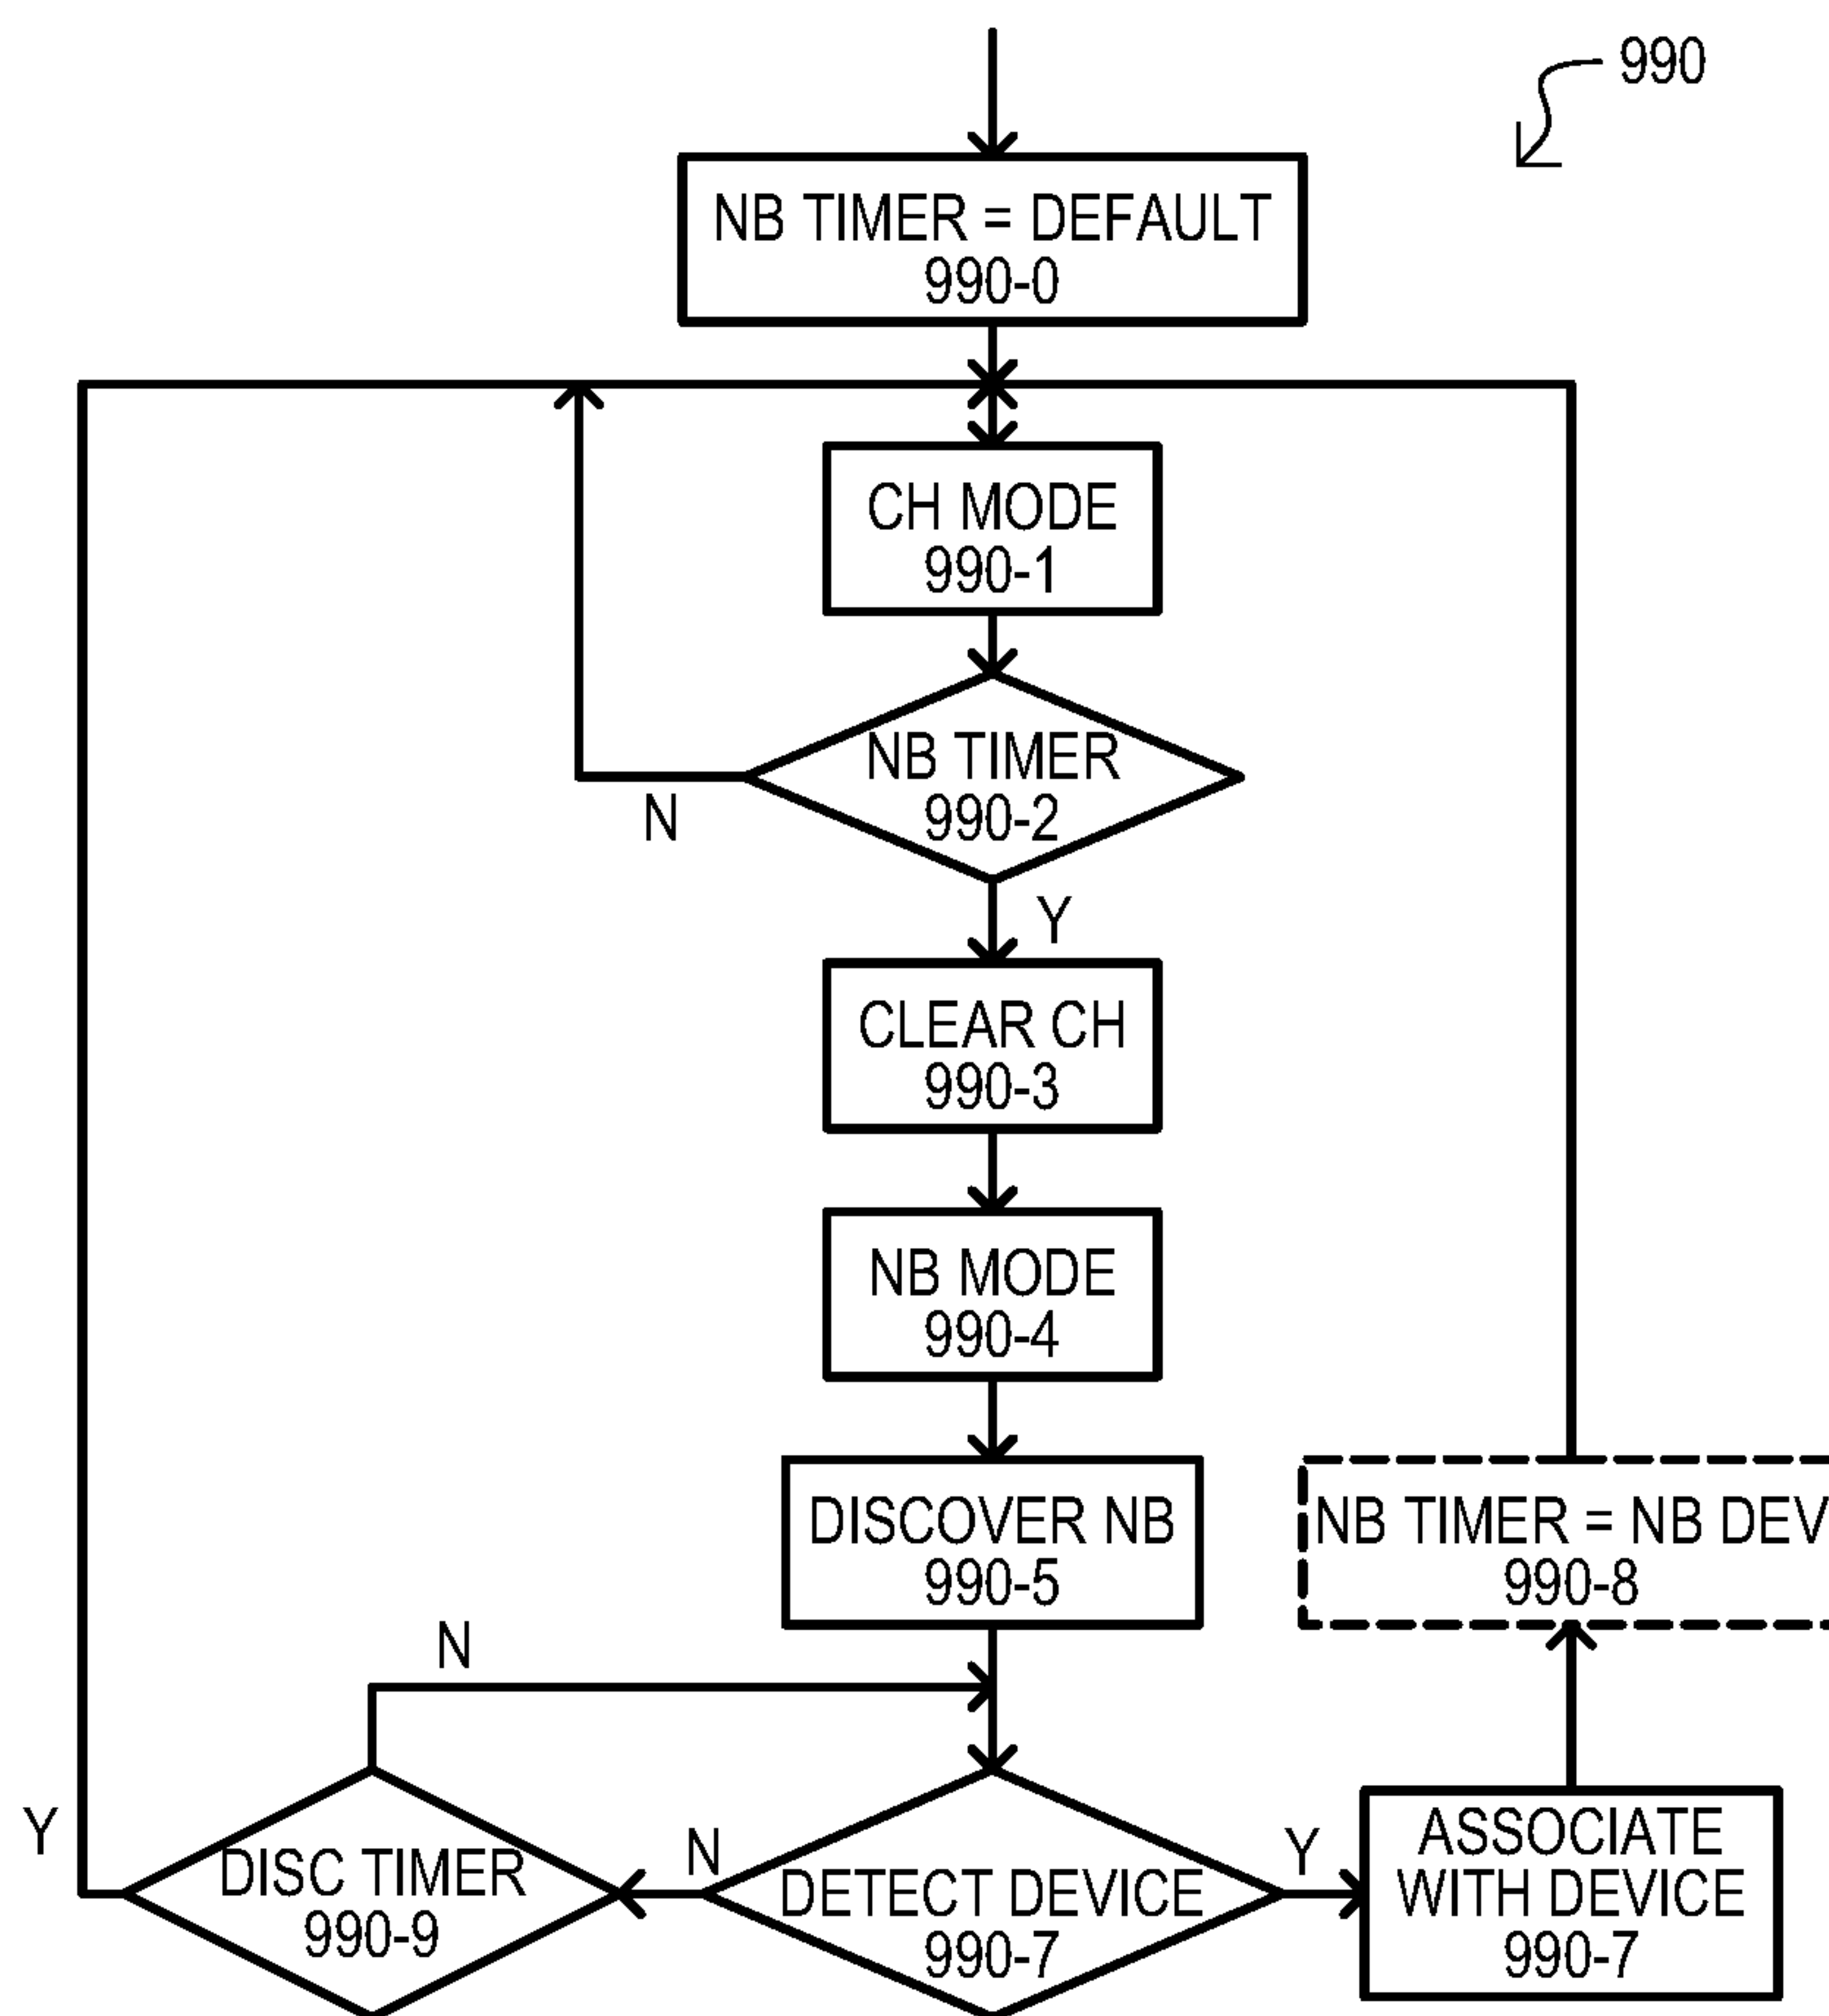 990
NB TIMER = DEFAULT
990-0
CH MODE
990-1
NB TIMER
990-2
N
Y
CLEAR CH
990-3
NB MODE
990-4
DISCOVER NB
990-5
NB TIMER = NB DEV
990-8
N
Y
DISC TIMER
990-9
N
DETECT DEVICE
990-7
Y
ASSOCIATE
WITH DEVICE
990-7